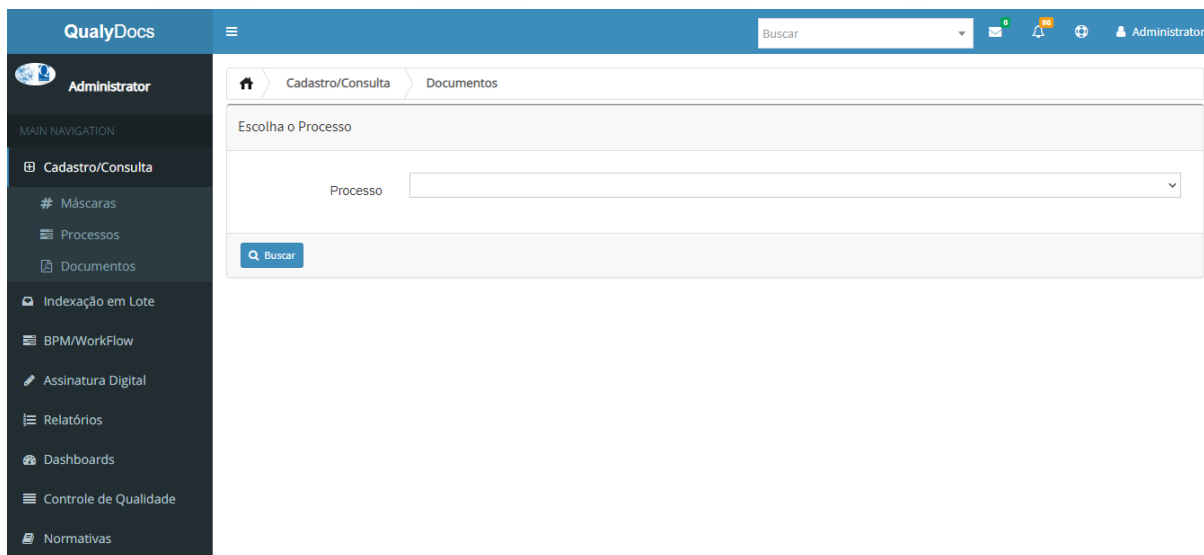 QualyDocs
Buscar
0
86
Administrator
Administrator
Cadastro/Consulta
Documentos
MAIN NAVIGATION
Escolha o Processo
Cadastro/Consulta
Processo
Máscaras
Processos
Buscar
Documentos
Indexação em Lote
BPM/WorkFlow
Assinatura Digital
Relatórios
Dashboards
Controle de Qualidade
Normativas